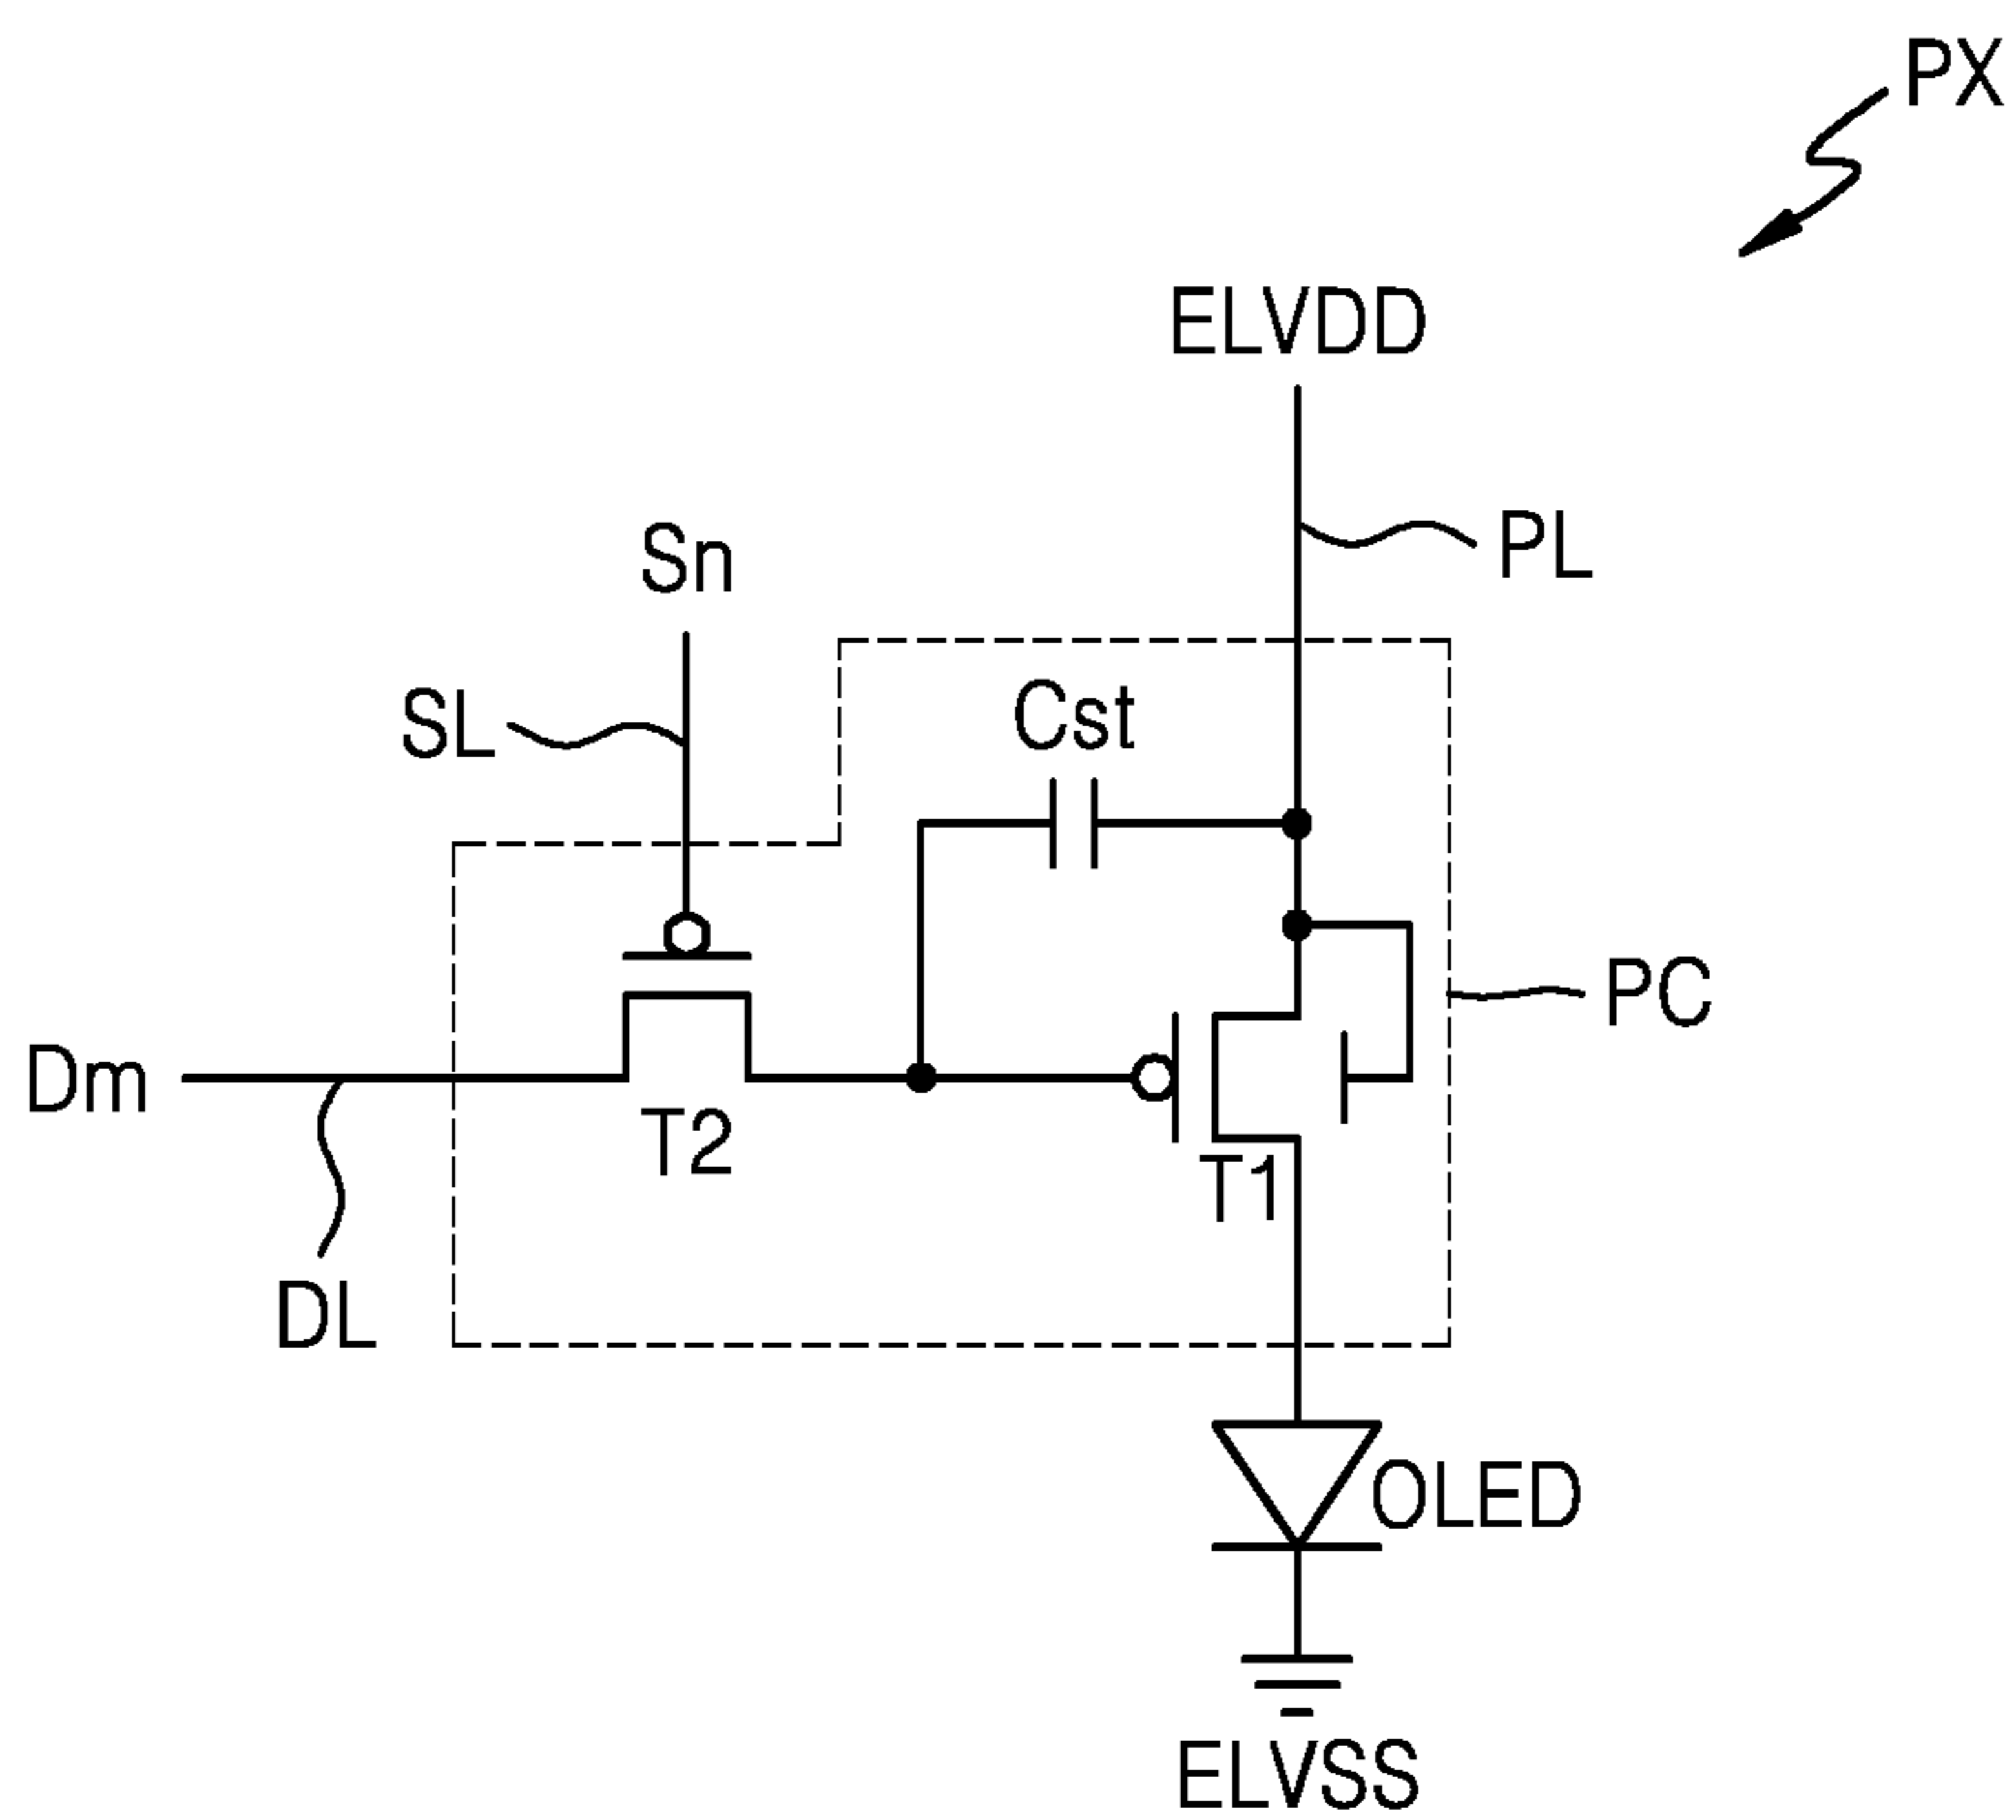 PX
ELVDD
PL
Sn
SL
Cst
PC
Dm
T2
T1
DL
OLED
ELVSS